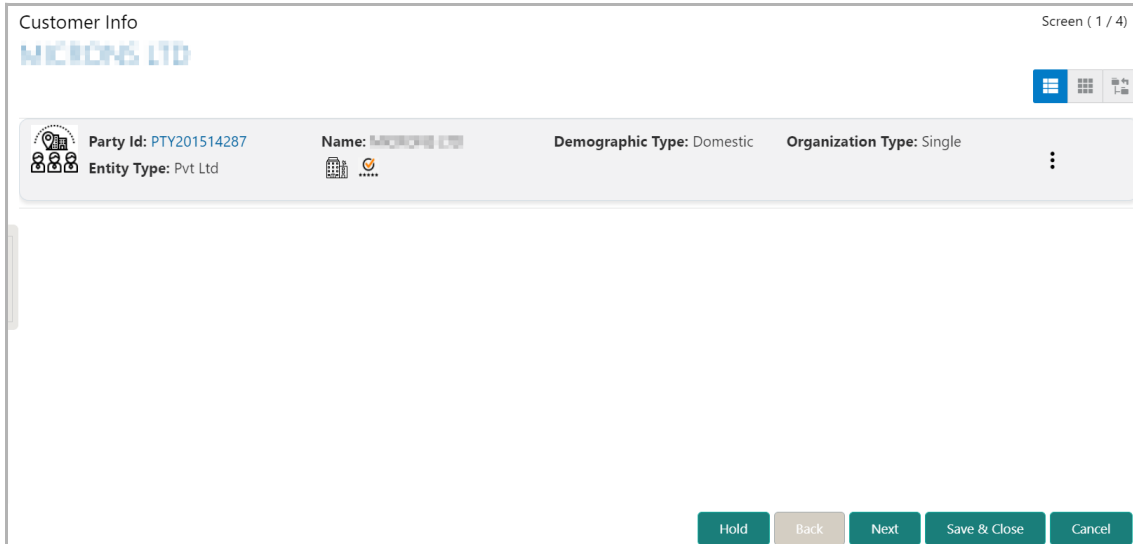 Customer Info
Screen ( 1 / 4)
Party Id: PTY201514287 Name: Demographic Type: Domestic Organization Type: Single
Entity Type: Pvt Ltd
Hold Back Next Save & Close Cancel